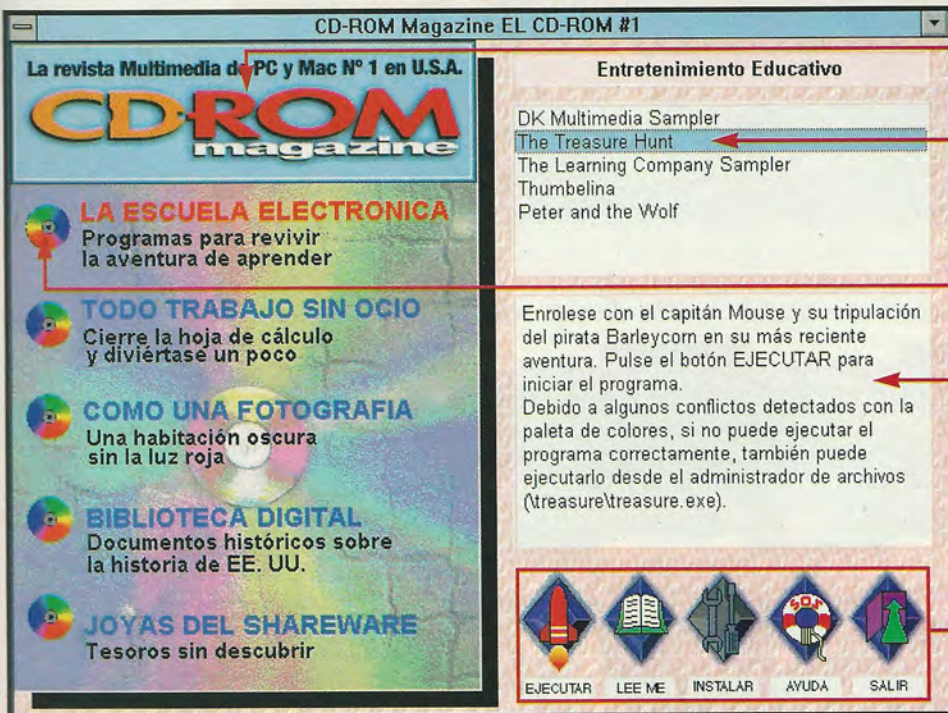 CD-ROM Magazine EL CD-ROM #1
La revista Multimedia de PC y Mac Nº 1 en U.S.A.
CD-ROM
magazine
LA ESCUELA ELECTRONICA
Programas para revivir
la aventura de aprender
TODO TRABAJO SIN OCIO
Cierre la hoja de cálculo
y diviértase un poco
COMO UNA FOTOGRAFIA
Una habitación oscura
sin la luz roja
BIBLIOTECA DIGITAL
Documentos históricos sobre
la historia de EE. UU.
JOYAS DEL SHAREWARE
Tesoros sin descubrir
Entretenimiento Educativo
DK Multimedia Sampler
The Treasure Hunt
The Learning Company Sampler
Thumbelina
Peter and the Wolf
Enrolese con el capitán Mouse y su tripulación
del pirata Barleycorn en su más reciente
aventura. Pulse el botón EJECUTAR para
iniciar el programa.
Debido a algunos conflictos detectados con la
paleta de colores, si no puede ejecutar el
programa correctamente, también puede
ejecutarlo desde el administrador de archivos
(\treasure\treasure.exe).
SOS
EJECUTAR LEE ME INSTALAR AYUDA SALIR